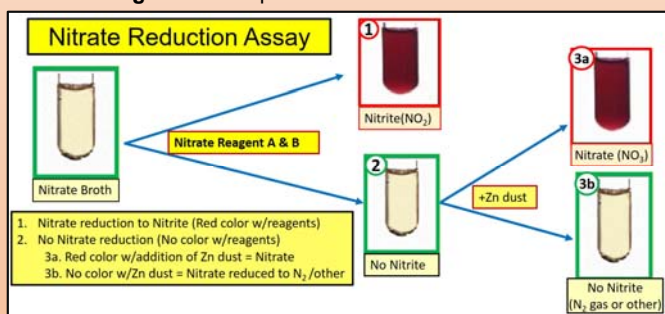 Nitrate Reduction Assay
1
Nitrite(NO2)
3a
Nitrate (NO3)
Nitrate Reagent A & B
Nitrate Broth
2
No Nitrite
+Zn dust
3b
No Nitrite
(N2 gas or other)
1. Nitrate reduction to Nitrite (Red color w/reagents)
2. No Nitrate reduction (No color w/reagents)
3a. Red color w/addition of Zn dust = Nitrate
3b. No color w/Zn dust = Nitrate reduced to N2/other